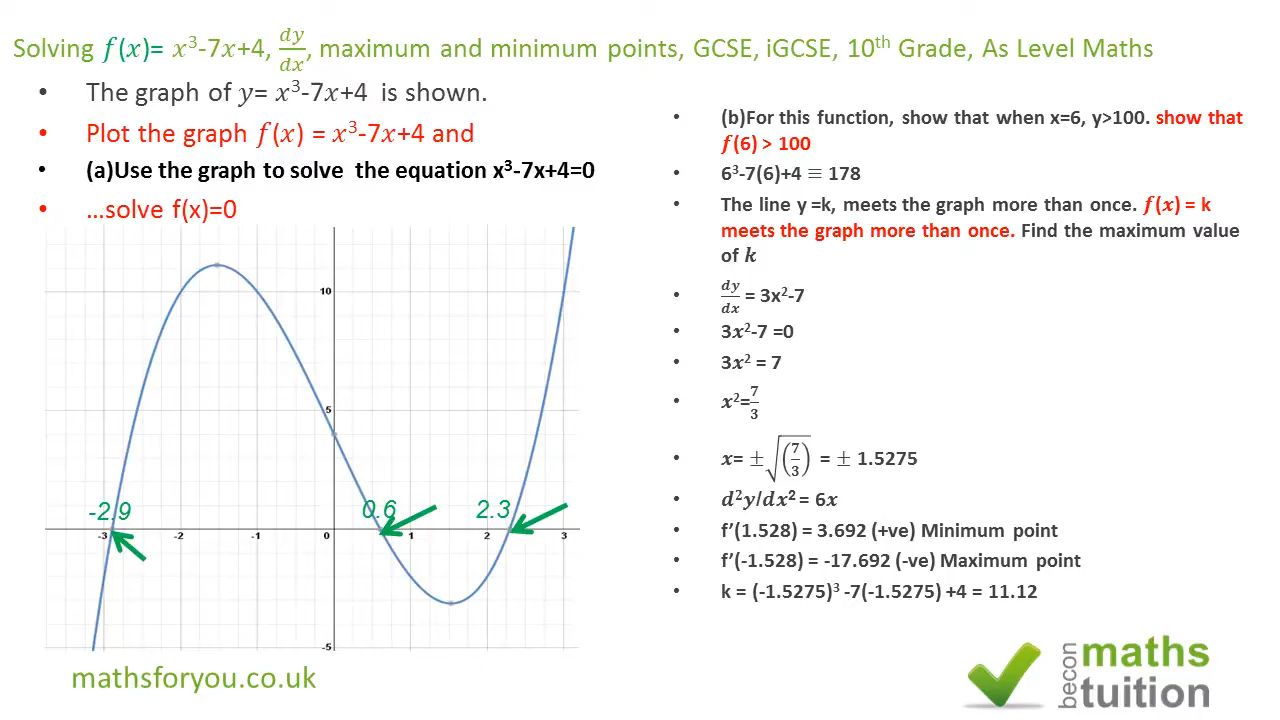 Solving f(x)= x³-7x+4, dy/dx, maximum and minimum points, GCSE, iGCSE, 10th Grade, As Level Maths
• The graph of y= x³-7x+4 is shown.
• Plot the graph f(x) = x³-7x+4 and
• (a)Use the graph to solve the equation x³-7x+4=0
• …solve f(x)=0
10
5
-2.9
0.6
2.3
-3
-2
-1
0
1
2
3
-5
mathsforyou.co.uk
• (b)For this function, show that when x=6, y>100. show that
f(6) > 100
• 6³-7(6)+4 ≡ 178
• The line y =k, meets the graph more than once. f(x) = k
meets the graph more than once. Find the maximum value
of k
• dy/dx = 3x²-7
• 3x²-7 =0
• 3x² = 7
• x²=7/3
• x= ± √(7/3) = ± 1.5275
• d²y/dx² = 6x
• f’(1.528) = 3.692 (+ve) Minimum point
• f’(-1.528) = -17.692 (-ve) Maximum point
• k = (-1.5275)³ -7(-1.5275) +4 = 11.12
becon
maths
tuition